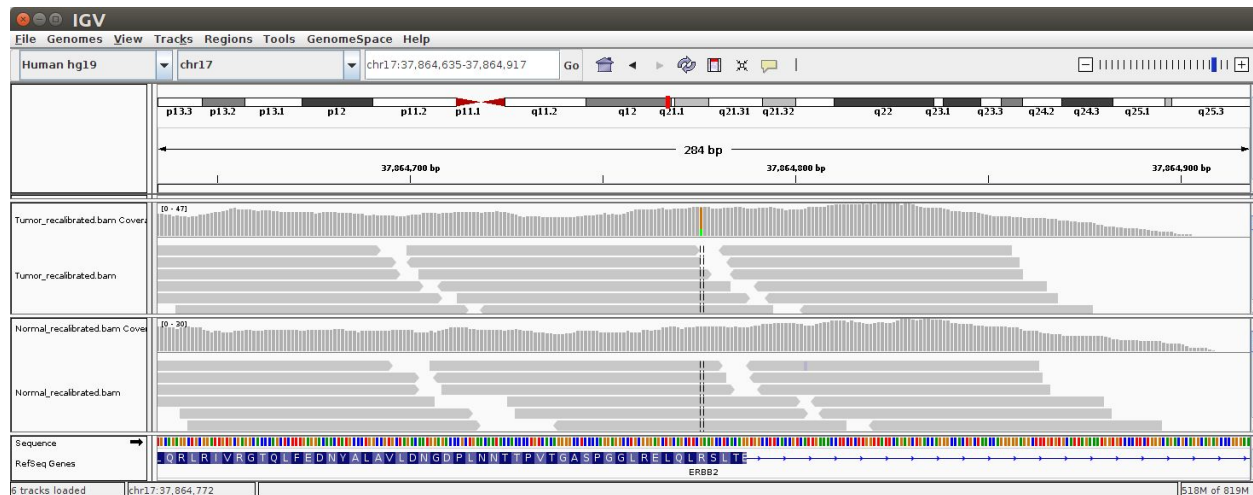 IGV
File Genomes View Tracks Regions Tools GenomeSpace Help
Human hg19 chr17 chr17:37,864,635-37,864,917 Go
p13.3 p13.2 p13.1 p12 p11.2 p11.1 q11.2 q12 q21.1 q21.31 q21.32 q22 q23.1 q23.3 q24.2 q24.3 q25.1 q25.3
284 bp
37,864,700 bp 37,864,800 bp 37,864,900 bp
Tumor_recalibrated.bam Covera [0 - 47]
Tumor_recalibrated.bam
Normal_recalibrated.bam Cover [0 - 30]
Normal_recalibrated.bam
Sequence
RefSeq Genes LQRLRIVRGTQLFEDNYALAVLDNGDPLNNTTPVTGASPGGLRELQLRSLTE
ERBB2
6 tracks loaded chr17:37,864,772 518M of 819M